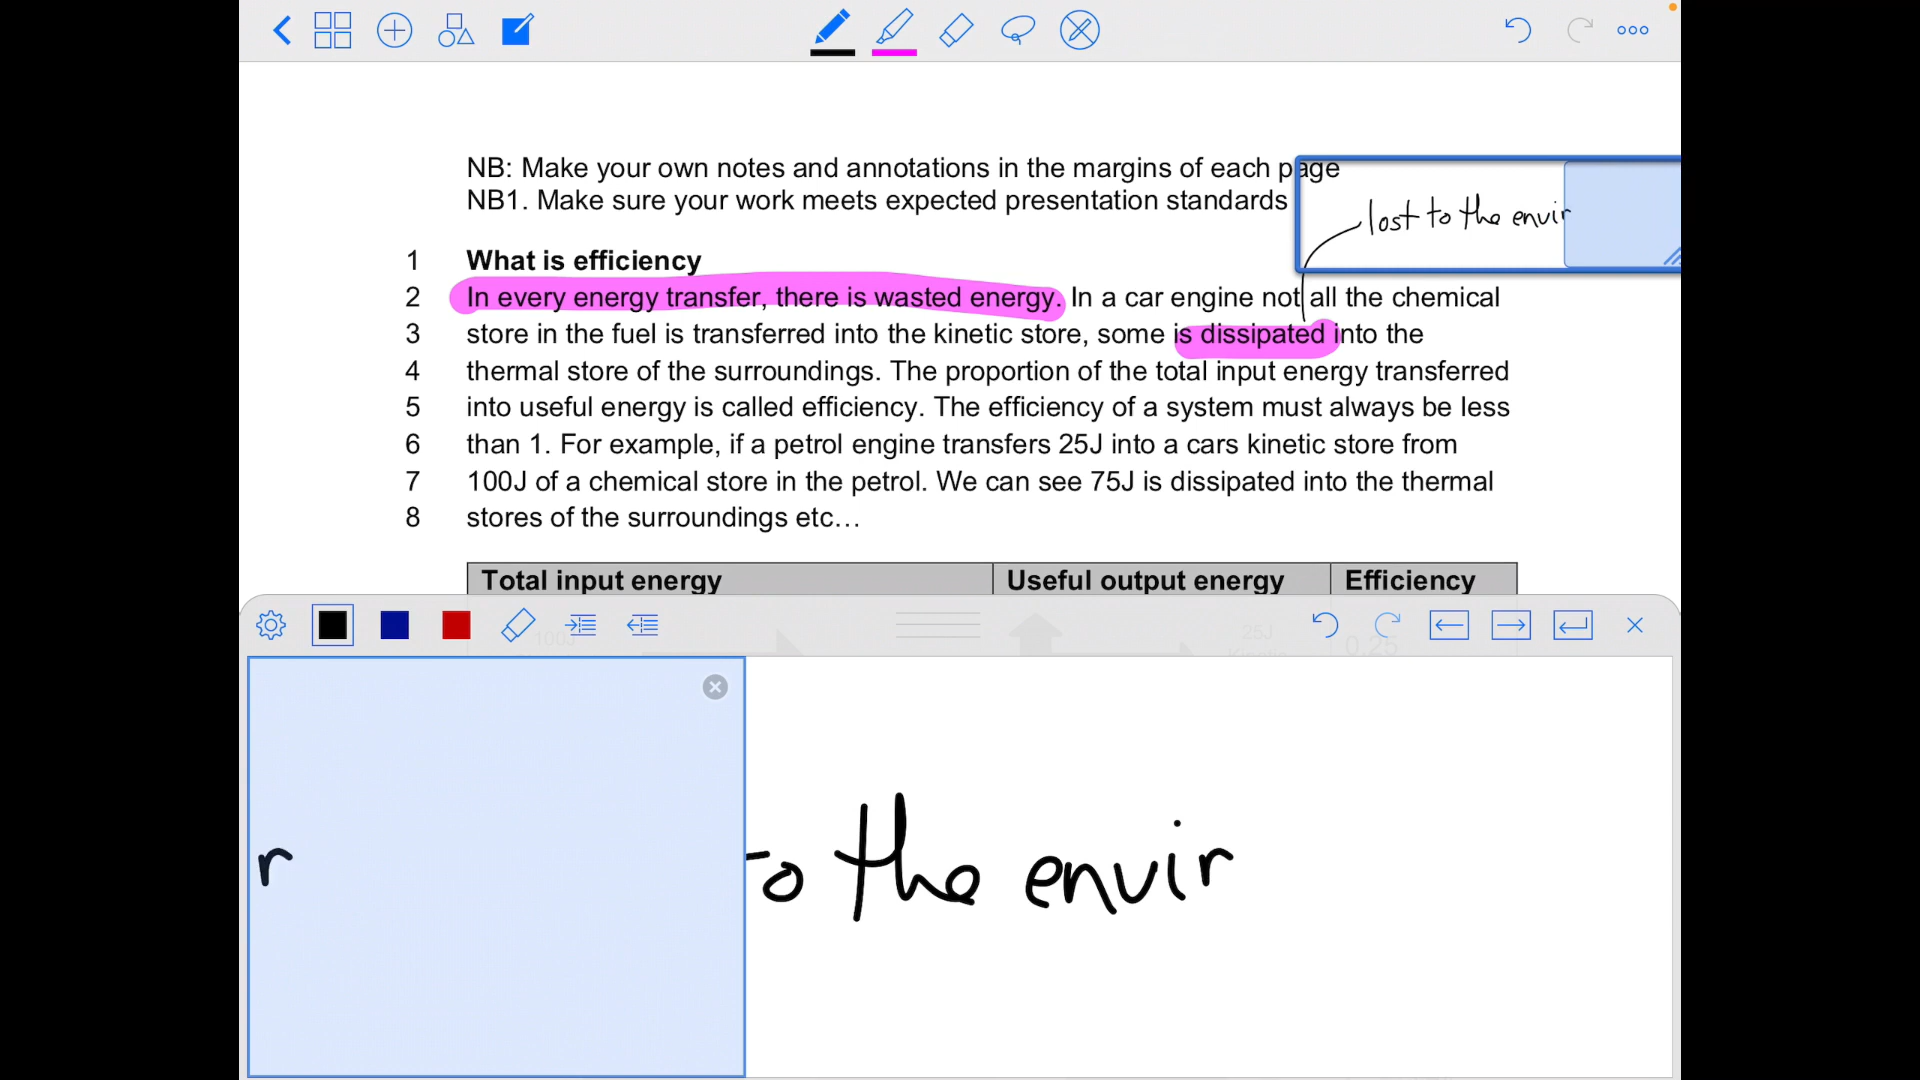 NB: Make your own notes and annotations in the margins of each page
NB1. Make sure your work meets expected presentation standards
lost to the envir
1 What is efficiency
2 In every energy transfer, there is wasted energy. In a car engine not all the chemical
3 store in the fuel is transferred into the kinetic store, some is dissipated into the
4 thermal store of the surroundings. The proportion of the total input energy transferred
5 into useful energy is called efficiency. The efficiency of a system must always be less
6 than 1. For example, if a petrol engine transfers 25J into a cars kinetic store from
7 100J of a chemical store in the petrol. We can see 75J is dissipated into the thermal
8 stores of the surroundings etc...
Total input energy Useful output energy Efficiency
100J 25J 0.25
r to the envir